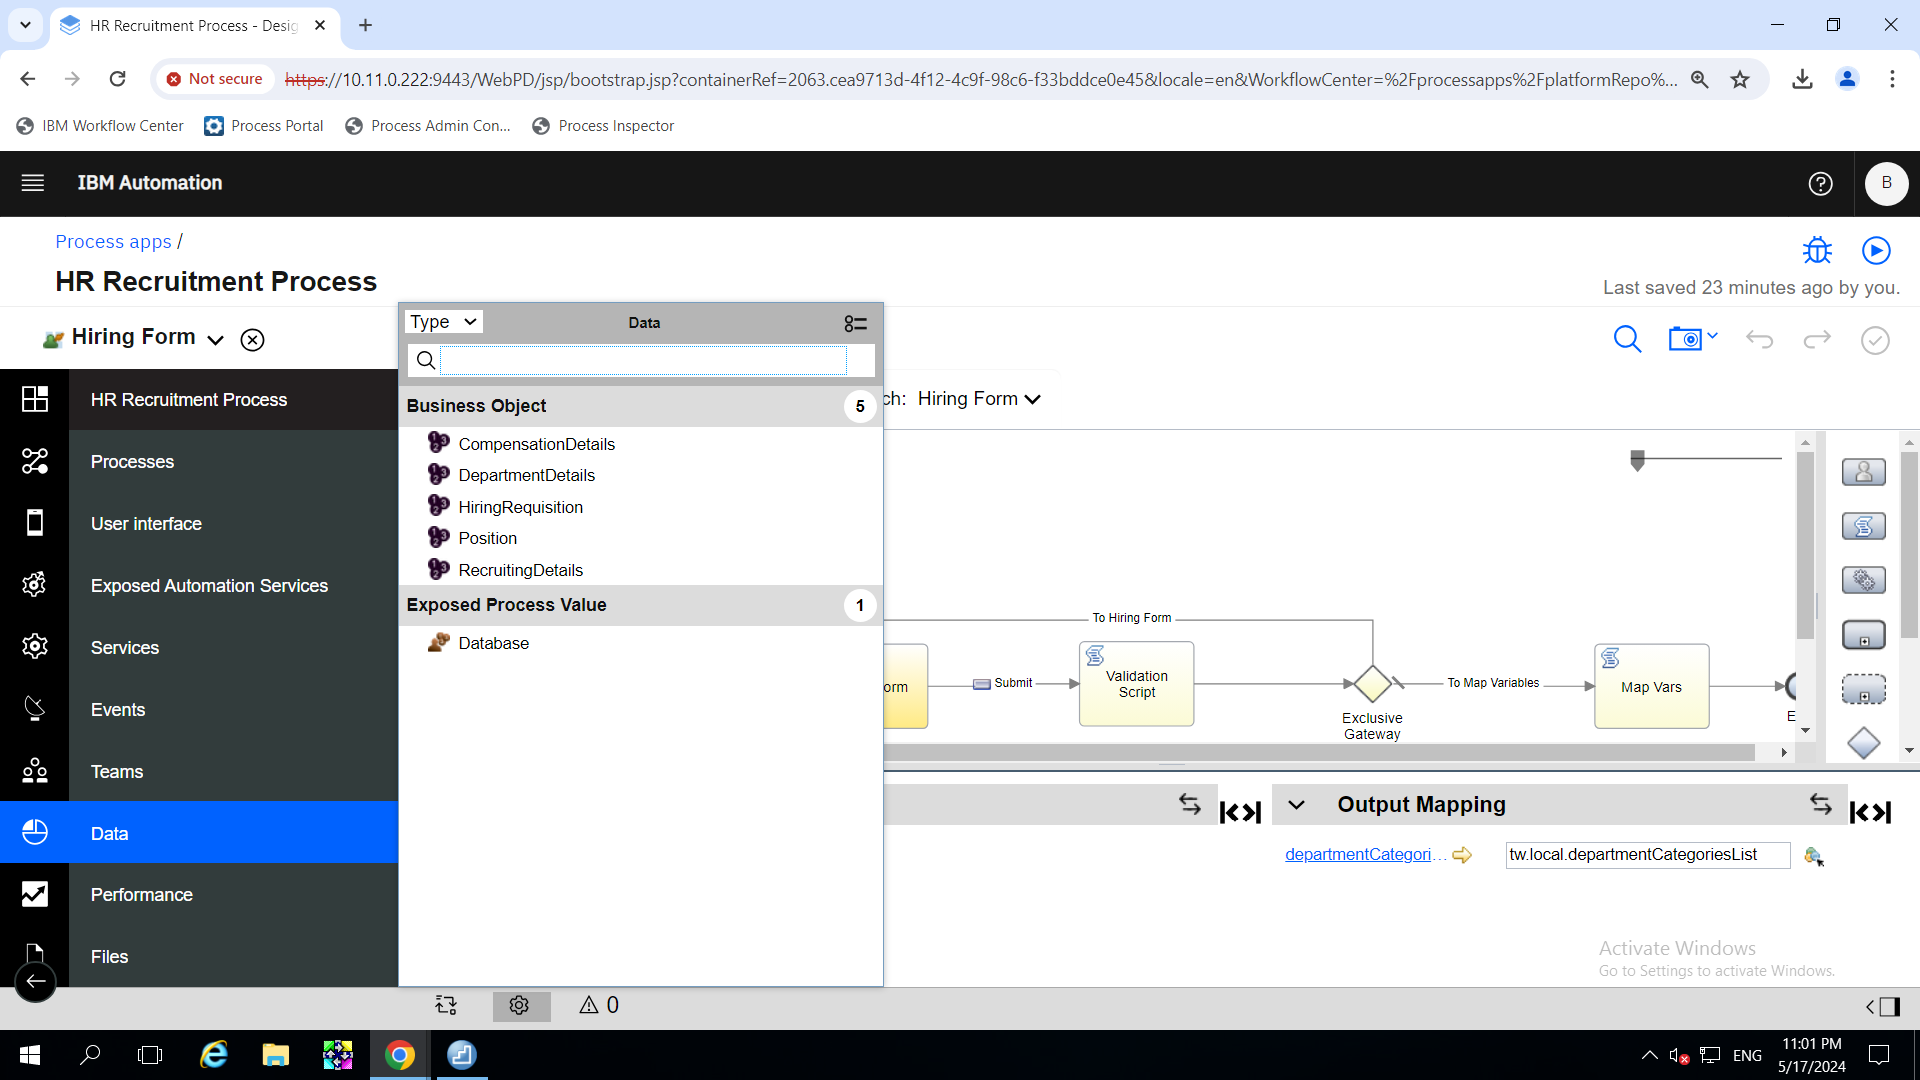 HR Recruitment Process - Desig
Not secure
https://10.11.0.222:9443/WebPD/jsp/bootstrap.jsp?containerRef=2063.cea9713d-4f12-4c9f-98c6-f33bddce0e45&locale=en&WorkflowCenter=%2Fprocessapps%2FplatformRepo%...
IBM Workflow Center
Process Portal
Process Admin Con...
Process Inspector
IBM Automation
B
Process apps /
HR Recruitment Process
Last saved 23 minutes ago by you.
Hiring Form
Type
Data
Business Object
5
CompensationDetails
DepartmentDetails
HiringRequisition
Position
RecruitingDetails
Exposed Process Value
1
Database
HR Recruitment Process
Processes
User interface
Exposed Automation Services
Services
Events
Teams
Data
Performance
Files
ch: Hiring Form
To Hiring Form
orm
Submit
Validation
Script
Exclusive
Gateway
To Map Variables
Map Vars
E
Output Mapping
departmentCategori...
tw.local.departmentCategoriesList
Activate Windows
Go to Settings to activate Windows.
0
ENG
11:01 PM
5/17/2024